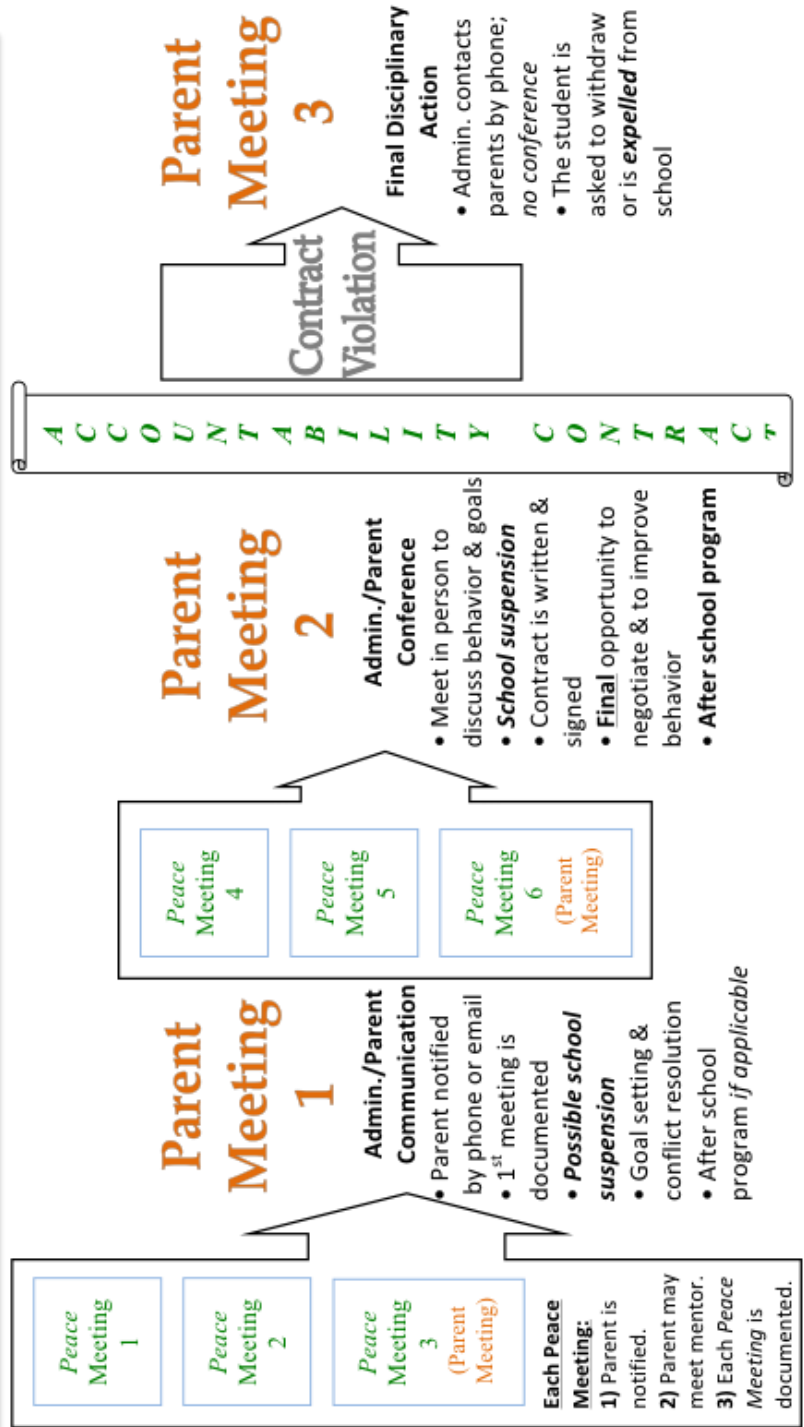 Peace
Meeting
1
Peace
Meeting
2
Peace
Meeting
3
(Parent
Meeting)
Each Peace
Meeting:
1) Parent is
notified.
2) Parent may
meet mentor.
3) Each Peace
Meeting is
documented.
Parent
Meeting
1
Admin./Parent
Communication
• Parent notified
by phone or email
• 1st meeting is
documented
• Possible school
suspension
• Goal setting &
conflict resolution
• After school
program if applicable
Peace
Meeting
4
Peace
Meeting
5
Peace
Meeting
6
(Parent
Meeting)
Parent
Meeting
2
Admin./Parent
Conference
• Meet in person to
discuss behavior & goals
• School suspension
• Contract is written &
signed
• Final opportunity to
negotiate & to improve
behavior
• After school program
ACCOUNTABILITY CONTRACT
Contract
Violation
Parent
Meeting
3
Final Disciplinary
Action
• Admin. contacts
parents by phone;
no conference
• The student is
asked to withdraw
or is expelled from
school